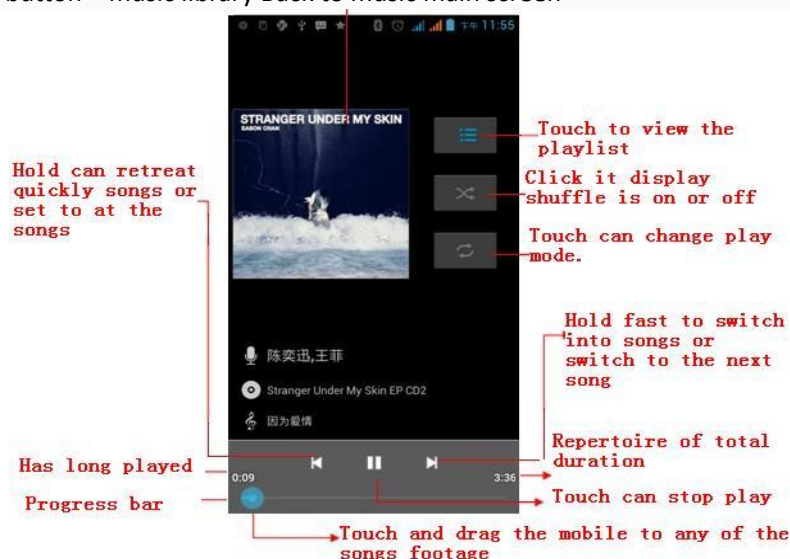 button - music library Back to music main screen
下午 11:55
STRANGER UNDER MY SKIN
EASON CHAN
Touch to view the
playlist
Hold can retreat
quickly songs or
set to at the
songs
Click it display
shuffle is on or off
Touch can change play
mode.
Hold fast to switch
into songs or
switch to the next
song
陈奕迅,王菲
Stranger Under My Skin EP CD2
因为爱情
Repertoire of total
duration
Has long played
0:09
3:36
Touch can stop play
Progress bar
Touch and drag the mobile to any of the
songs footage